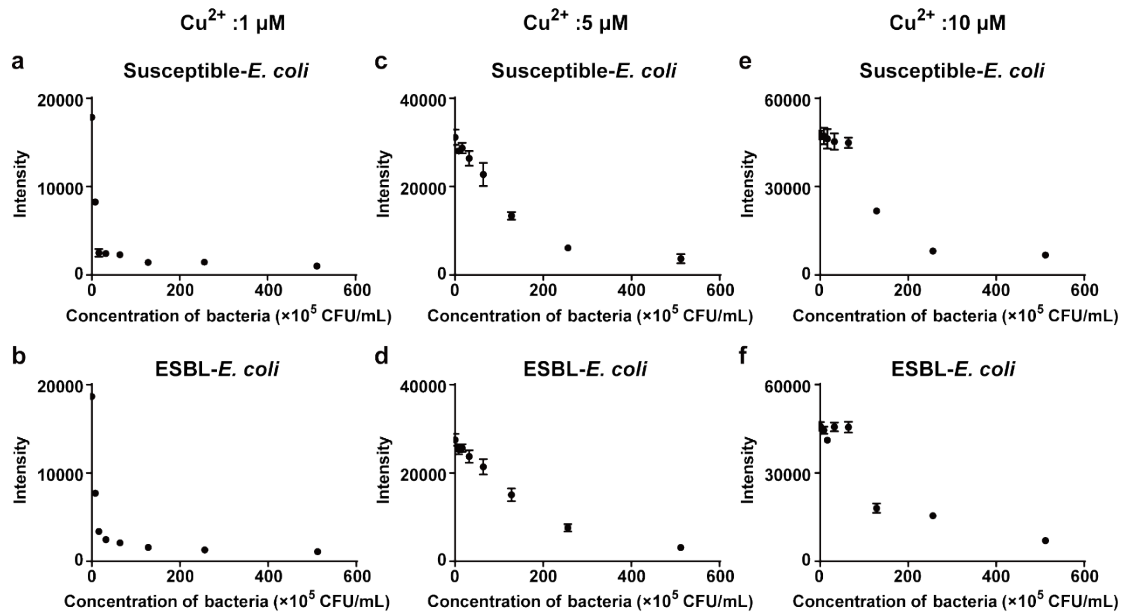 Cu²⁺ :1 µM
Cu²⁺ :5 µM
Cu²⁺ :10 µM
a
Susceptible-E. coli
20000
10000
0
Intensity
0 200 400 600
Concentration of bacteria (×10⁵ CFU/mL)
c
Susceptible-E. coli
40000
20000
0
Intensity
0 200 400 600
Concentration of bacteria (×10⁵ CFU/mL)
e
Susceptible-E. coli
60000
30000
0
Intensity
0 200 400 600
Concentration of bacteria (×10⁵ CFU/mL)
b
ESBL-E. coli
20000
10000
0
Intensity
0 200 400 600
Concentration of bacteria (×10⁵ CFU/mL)
d
ESBL-E. coli
40000
20000
0
Intensity
0 200 400 600
Concentration of bacteria (×10⁵ CFU/mL)
f
ESBL-E. coli
60000
30000
0
Intensity
0 200 400 600
Concentration of bacteria (×10⁵ CFU/mL)